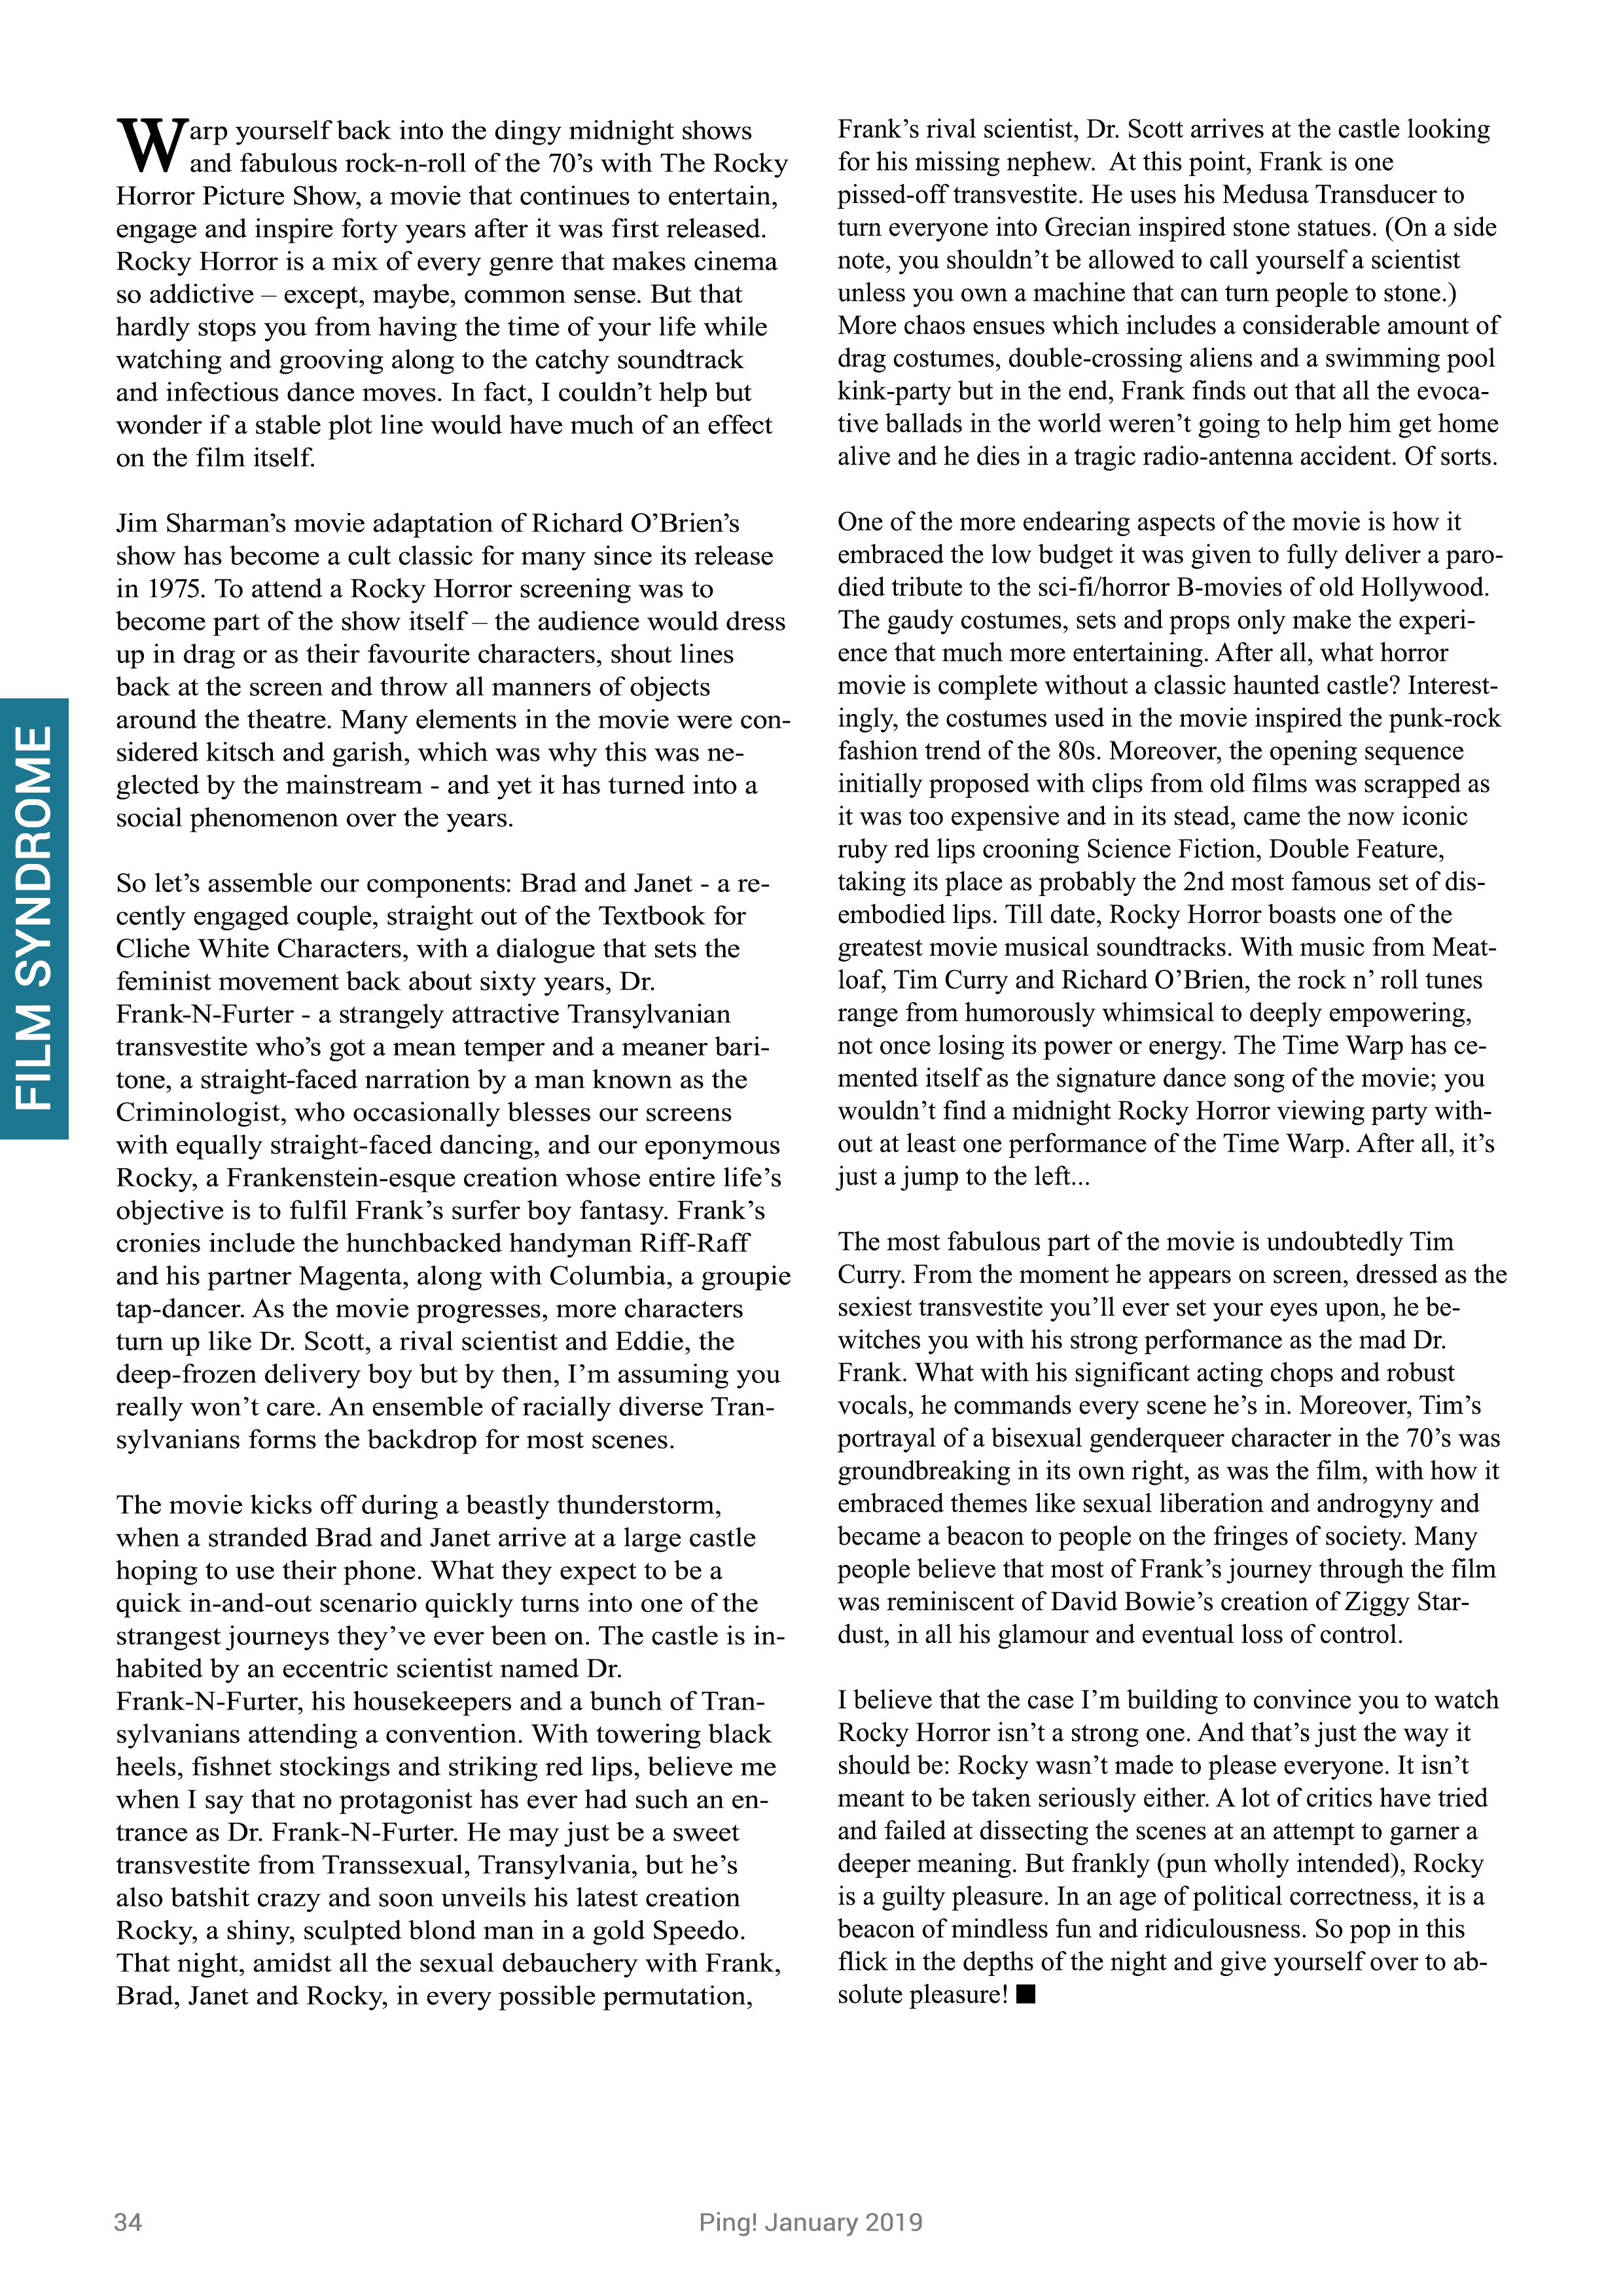 Warp yourself back into the dingy midnight shows
and fabulous rock-n-roll of the 70’s with The Rocky
Horror Picture Show, a movie that continues to entertain,
engage and inspire forty years after it was first released.
Rocky Horror is a mix of every genre that makes cinema
so addictive – except, maybe, common sense. But that
hardly stops you from having the time of your life while
watching and grooving along to the catchy soundtrack
and infectious dance moves. In fact, I couldn’t help but
wonder if a stable plot line would have much of an effect
on the film itself.

Jim Sharman’s movie adaptation of Richard O’Brien’s
show has become a cult classic for many since its release
in 1975. To attend a Rocky Horror screening was to
become part of the show itself – the audience would dress
up in drag or as their favourite characters, shout lines
back at the screen and throw all manners of objects
around the theatre. Many elements in the movie were con-
sidered kitsch and garish, which was why this was ne-
glected by the mainstream - and yet it has turned into a
social phenomenon over the years.

So let’s assemble our components: Brad and Janet - a re-
cently engaged couple, straight out of the Textbook for
Cliche White Characters, with a dialogue that sets the
feminist movement back about sixty years, Dr.
Frank-N-Furter - a strangely attractive Transylvanian
transvestite who’s got a mean temper and a meaner bari-
tone, a straight-faced narration by a man known as the
Criminologist, who occasionally blesses our screens
with equally straight-faced dancing, and our eponymous
Rocky, a Frankenstein-esque creation whose entire life’s
objective is to fulfil Frank’s surfer boy fantasy. Frank’s
cronies include the hunchbacked handyman Riff-Raff
and his partner Magenta, along with Columbia, a groupie
tap-dancer. As the movie progresses, more characters
turn up like Dr. Scott, a rival scientist and Eddie, the
deep-frozen delivery boy but by then, I’m assuming you
really won’t care. An ensemble of racially diverse Tran-
sylvanians forms the backdrop for most scenes.

The movie kicks off during a beastly thunderstorm,
when a stranded Brad and Janet arrive at a large castle
hoping to use their phone. What they expect to be a
quick in-and-out scenario quickly turns into one of the
strangest journeys they’ve ever been on. The castle is in-
habited by an eccentric scientist named Dr.
Frank-N-Furter, his housekeepers and a bunch of Tran-
sylvanians attending a convention. With towering black
heels, fishnet stockings and striking red lips, believe me
when I say that no protagonist has ever had such an en-
trance as Dr. Frank-N-Furter. He may just be a sweet
transvestite from Transsexual, Transylvania, but he’s
also batshit crazy and soon unveils his latest creation
Rocky, a shiny, sculpted blond man in a gold Speedo.
That night, amidst all the sexual debauchery with Frank,
Brad, Janet and Rocky, in every possible permutation,
Frank’s rival scientist, Dr. Scott arrives at the castle looking
for his missing nephew. At this point, Frank is one
pissed-off transvestite. He uses his Medusa Transducer to
turn everyone into Grecian inspired stone statues. (On a side
note, you shouldn’t be allowed to call yourself a scientist
unless you own a machine that can turn people to stone.)
More chaos ensues which includes a considerable amount of
drag costumes, double-crossing aliens and a swimming pool
kink-party but in the end, Frank finds out that all the evoca-
tive ballads in the world weren’t going to help him get home
alive and he dies in a tragic radio-antenna accident. Of sorts.

One of the more endearing aspects of the movie is how it
embraced the low budget it was given to fully deliver a paro-
died tribute to the sci-fi/horror B-movies of old Hollywood.
The gaudy costumes, sets and props only make the experi-
ence that much more entertaining. After all, what horror
movie is complete without a classic haunted castle? Interest-
ingly, the costumes used in the movie inspired the punk-rock
fashion trend of the 80s. Moreover, the opening sequence
initially proposed with clips from old films was scrapped as
it was too expensive and in its stead, came the now iconic
ruby red lips crooning Science Fiction, Double Feature,
taking its place as probably the 2nd most famous set of dis-
embodied lips. Till date, Rocky Horror boasts one of the
greatest movie musical soundtracks. With music from Meat-
loaf, Tim Curry and Richard O’Brien, the rock n’ roll tunes
range from humorously whimsical to deeply empowering,
not once losing its power or energy. The Time Warp has ce-
mented itself as the signature dance song of the movie; you
wouldn’t find a midnight Rocky Horror viewing party with-
out at least one performance of the Time Warp. After all, it’s
just a jump to the left...

The most fabulous part of the movie is undoubtedly Tim
Curry. From the moment he appears on screen, dressed as the
sexiest transvestite you’ll ever set your eyes upon, he be-
witches you with his strong performance as the mad Dr.
Frank. What with his significant acting chops and robust
vocals, he commands every scene he’s in. Moreover, Tim’s
portrayal of a bisexual genderqueer character in the 70’s was
groundbreaking in its own right, as was the film, with how it
embraced themes like sexual liberation and androgyny and
became a beacon to people on the fringes of society. Many
people believe that most of Frank’s journey through the film
was reminiscent of David Bowie’s creation of Ziggy Star-
dust, in all his glamour and eventual loss of control.

I believe that the case I’m building to convince you to watch
Rocky Horror isn’t a strong one. And that’s just the way it
should be: Rocky wasn’t made to please everyone. It isn’t
meant to be taken seriously either. A lot of critics have tried
and failed at dissecting the scenes at an attempt to garner a
deeper meaning. But frankly (pun wholly intended), Rocky
is a guilty pleasure. In an age of political correctness, it is a
beacon of mindless fun and ridiculousness. So pop in this
flick in the depths of the night and give yourself over to ab-
solute pleasure! ■

FILM SYNDROME
34
Ping! January 2019